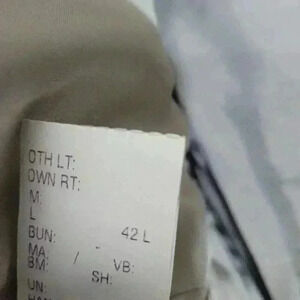 OTH LT:
OWN RT:
M:
L
BUN: 42 L
MA: /
BM: VB:
SH:
UN: